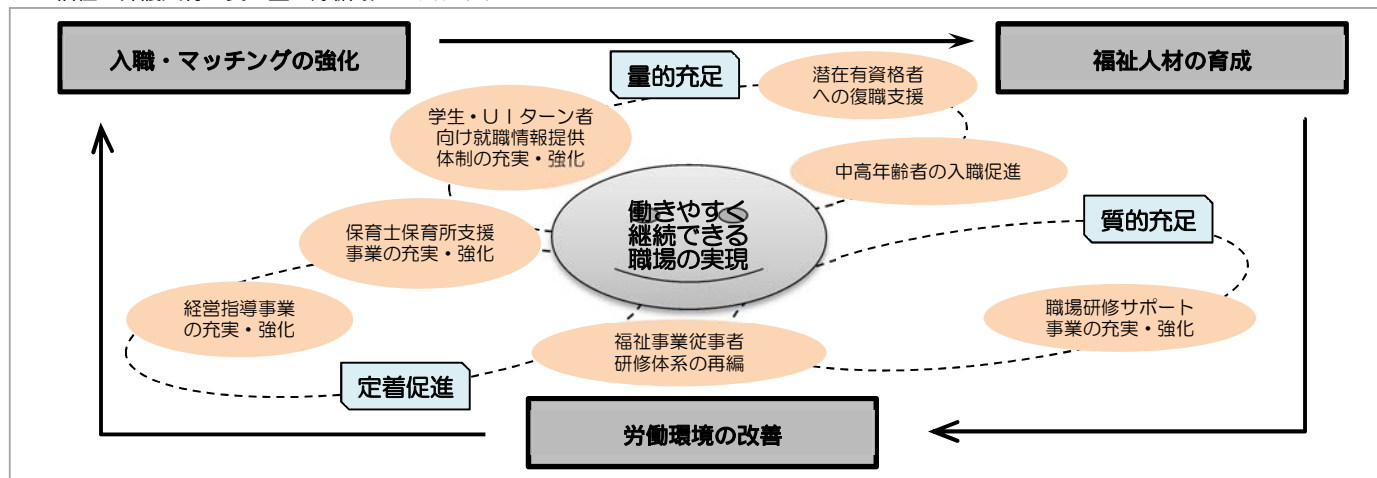 入職・マッチングの強化
福祉人材の育成
量的充足
潜在有資格者
への復職支援
学生・UIターン者
向け就職情報提供
体制の充実・強化
中高年齢者の入職促進
働きやすく
継続できる
職場の実現
質的充足
保育士保育所支援
事業の充実・強化
経営指導事業
の充実・強化
職場研修サポート
事業の充実・強化
福祉事業従事者
研修体系の再編
定着促進
労働環境の改善